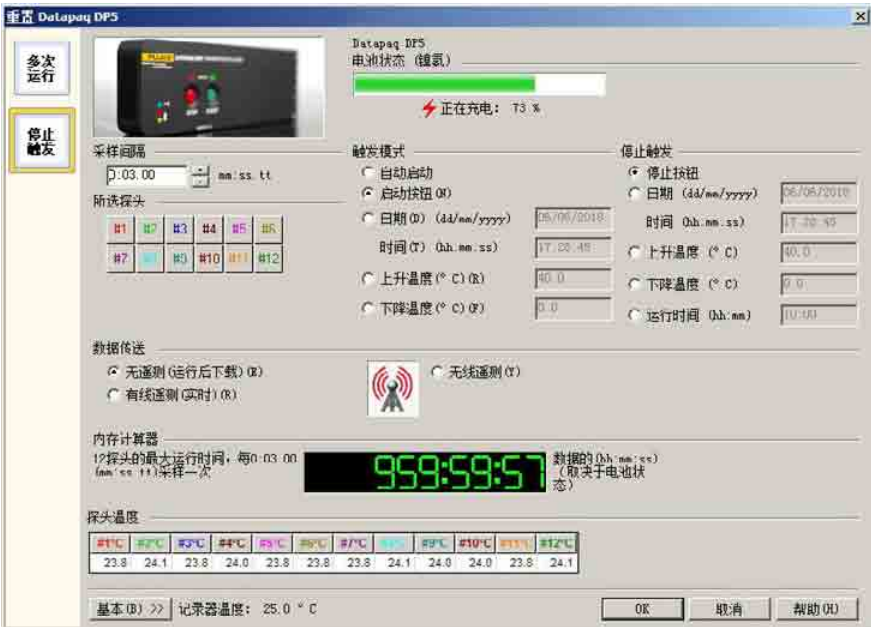 重置 Datapaq DP5
多次
运行
停止
触发
FLUKE
Datapaq DP5
电池状态 (镍氢)
正在充电: 73 %
采样间隔
0:03.00 mm:ss.tt
所选探头
#1 #2 #3 #4 #5 #6
#7 #8 #9 #10 #11 #12
触发模式
自动启动
启动按钮(N)
日期(D) (dd/mm/yyyy) 06/06/2018
时间(T) (hh.mm.ss) 17.20.48
上升温度(° C)(R) 40.0
下降温度(° C)(F) 0.0
停止触发
停止按钮
日期 (dd/mm/yyyy) 06/06/2018
时间 (hh.mm.ss) 17.20.48
上升温度 (° C) 40.0
下降温度 (° C) 0.0
运行时间 (hh:mm) 10:00
数据传送
无遥测(运行后下载)(E)
有线遥测(实时)(R)
无线遥测(Y)
内存计算器
12探头的最大运行时间，每0:03.00
(mm:ss.tt)采样一次
959:59:57
数据的(hh:mm:ss)
(取决于电池状
态)
探头温度
#1°C #2°C #3°C #4°C #5°C #6°C #7°C #8°C #9°C #10°C #11°C #12°C
23.8 24.1 23.8 24.0 23.8 23.8 23.8 24.1 24.0 24.0 23.8 24.1
基本(B) >> 记录器温度: 25.0 ° C
OK 取消 帮助(H)